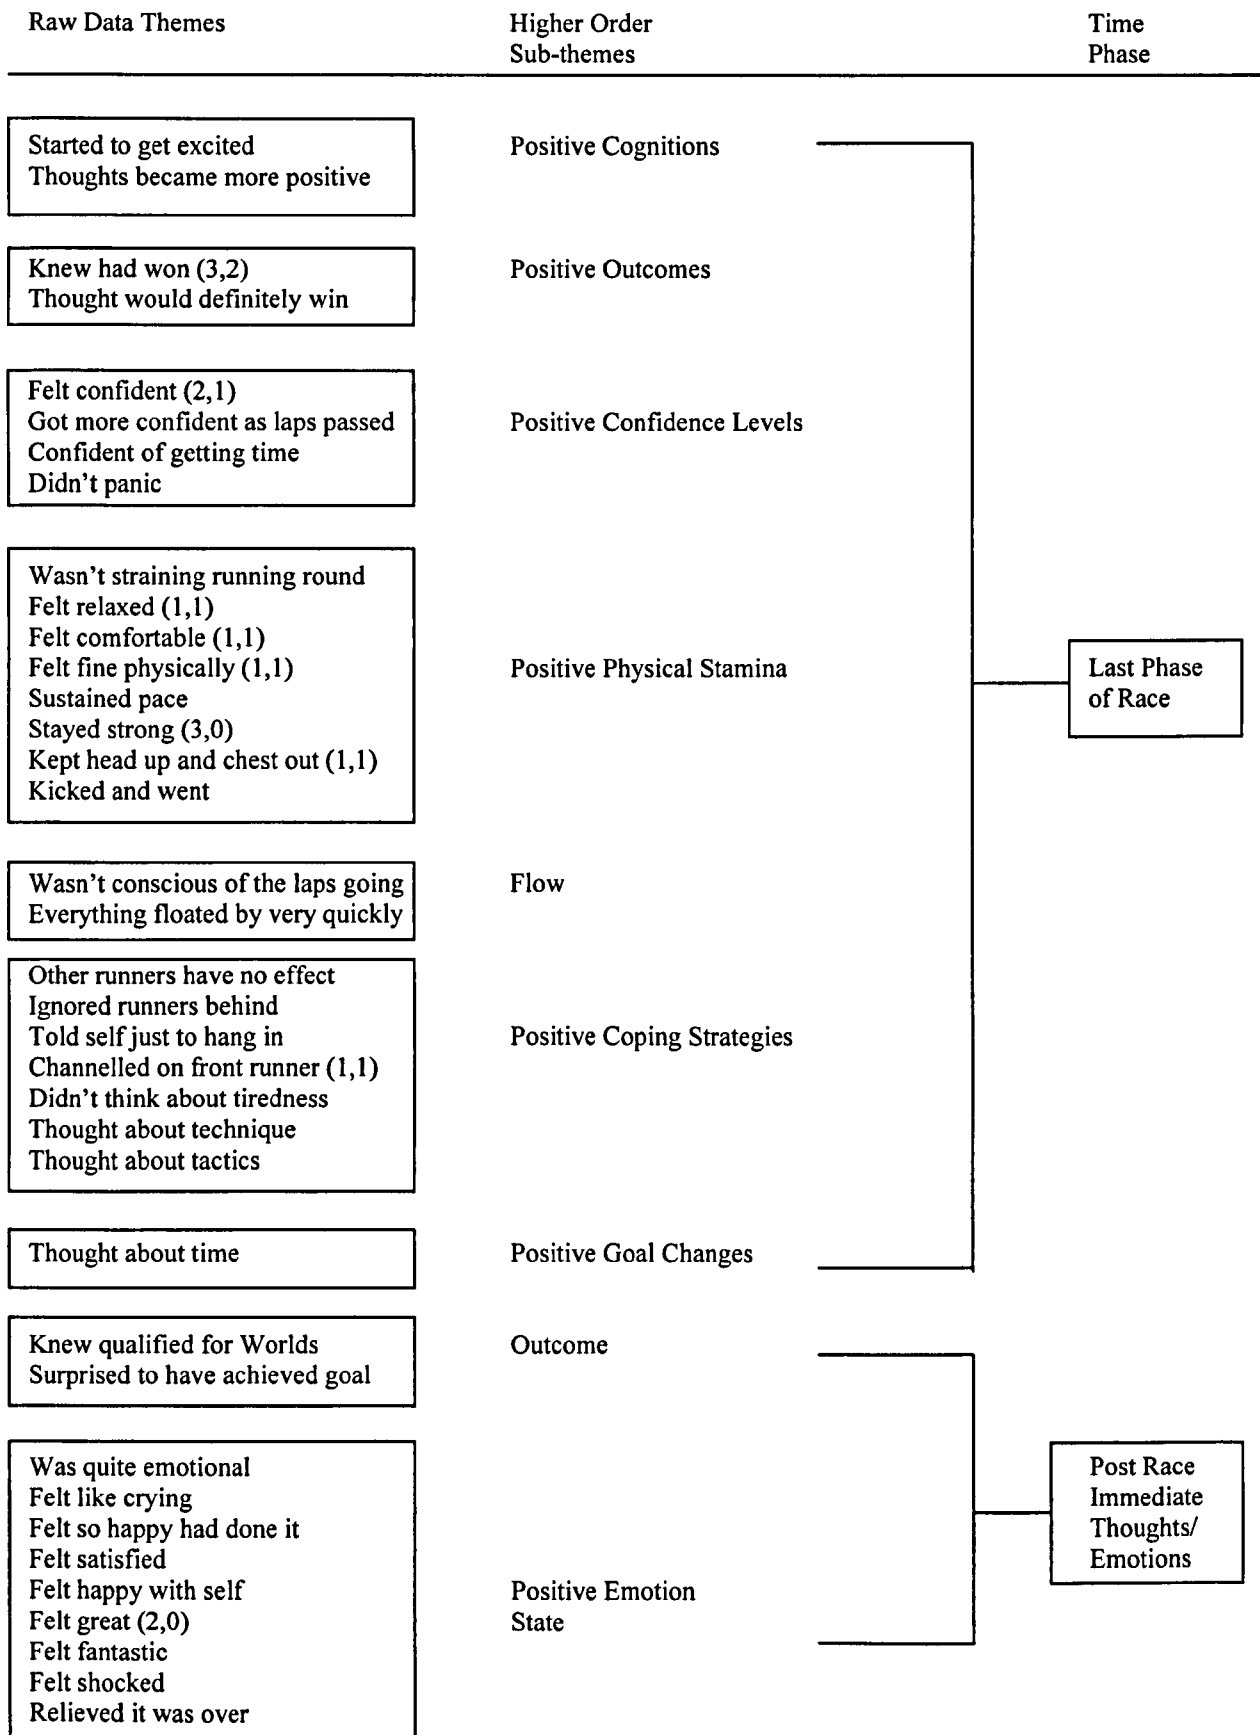 Raw Data Themes
Higher Order
Sub-themes
Time
Phase
Started to get excited
Thoughts became more positive
Positive Cognitions
Knew had won (3,2)
Thought would definitely win
Positive Outcomes
Felt confident (2,1)
Got more confident as laps passed
Confident of getting time
Didn't panic
Positive Confidence Levels
Wasn't straining running round
Felt relaxed (1,1)
Felt comfortable (1,1)
Felt fine physically (1,1)
Sustained pace
Stayed strong (3,0)
Kept head up and chest out (1,1)
Kicked and went
Positive Physical Stamina
Last Phase
of Race
Wasn't conscious of the laps going
Everything floated by very quickly
Flow
Other runners have no effect
Ignored runners behind
Told self just to hang in
Channelled on front runner (1,1)
Didn't think about tiredness
Thought about technique
Thought about tactics
Positive Coping Strategies
Thought about time
Positive Goal Changes
Knew qualified for Worlds
Surprised to have achieved goal
Outcome
Was quite emotional
Felt like crying
Felt so happy had done it
Felt satisfied
Felt happy with self
Felt great (2,0)
Felt fantastic
Felt shocked
Relieved it was over
Positive Emotion
State
Post Race
Immediate
Thoughts/
Emotions